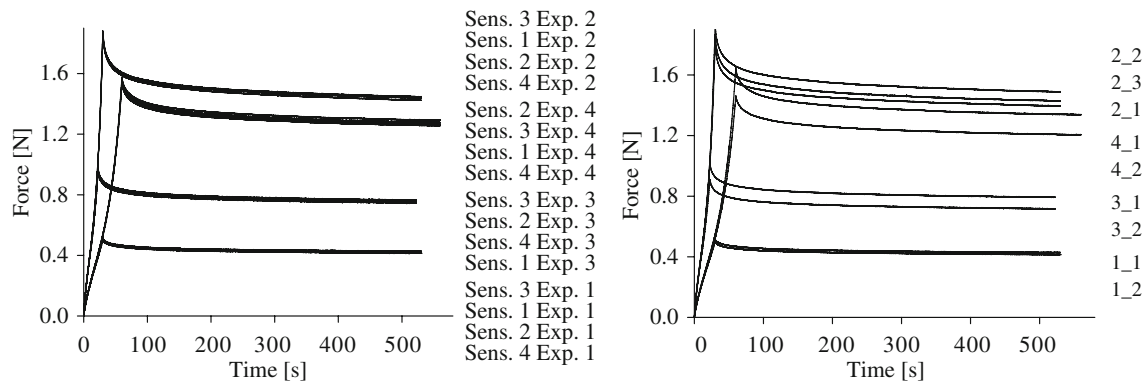 Force [N]
1.6
1.2
0.8
0.4
0.0
0 100 200 300 400 500
Time [s]
Sens. 3 Exp. 2
Sens. 1 Exp. 2
Sens. 2 Exp. 2
Sens. 4 Exp. 2
Sens. 2 Exp. 4
Sens. 3 Exp. 4
Sens. 1 Exp. 4
Sens. 4 Exp. 4
Sens. 3 Exp. 3
Sens. 2 Exp. 3
Sens. 4 Exp. 3
Sens. 1 Exp. 3
Sens. 3 Exp. 1
Sens. 1 Exp. 1
Sens. 2 Exp. 1
Sens. 4 Exp. 1
Force [N]
1.6
1.2
0.8
0.4
0.0
0 100 200 300 400 500
Time [s]
2_2
2_3
2_1
4_1
4_2
3_1
3_2
1_1
1_2